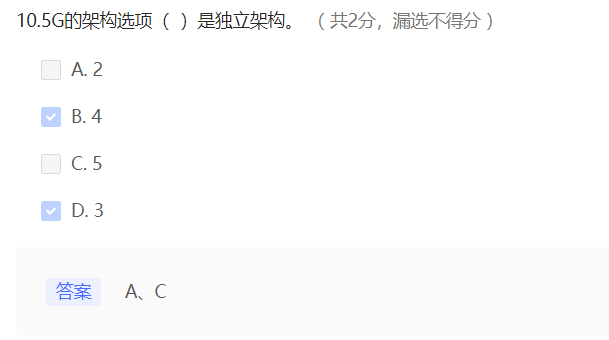 10.5G的架构选项（ ）是独立架构。 （ 共2分，漏选不得分 ）
A. 2
B. 4
C. 5
D. 3
答案 A、C